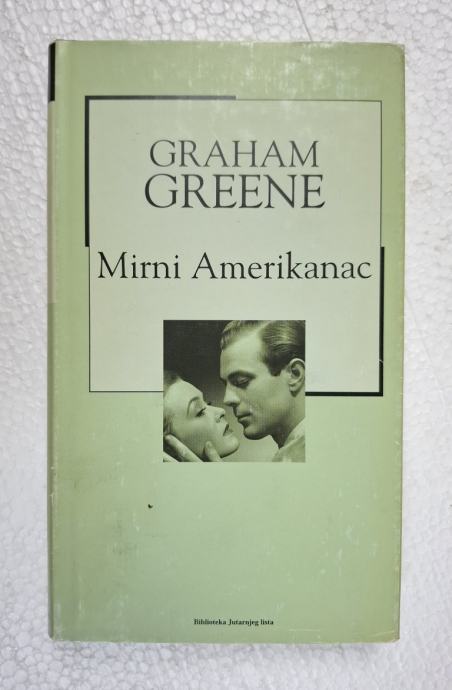 GRAHAM
GREENE
Mirni Amerikanac
Biblioteka Jutarnjeg lista